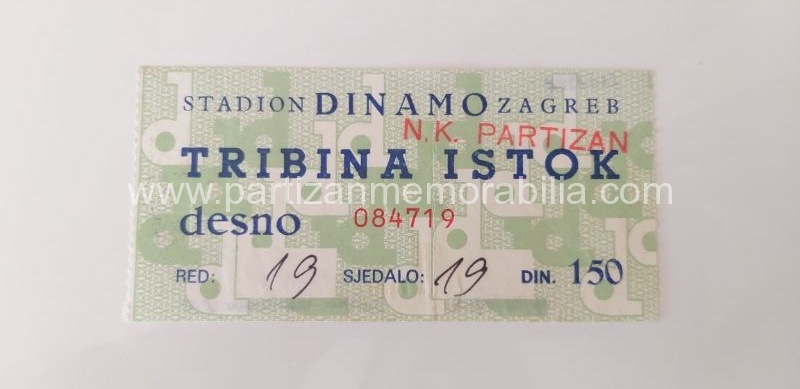 STADION DINAMO ZAGREB
N.K. PARTIZAN
TRIBINA ISTOK
www.partizanmemorabilia.com
desno 084719
RED: 19 SJEDALO: 19 DIN. 150